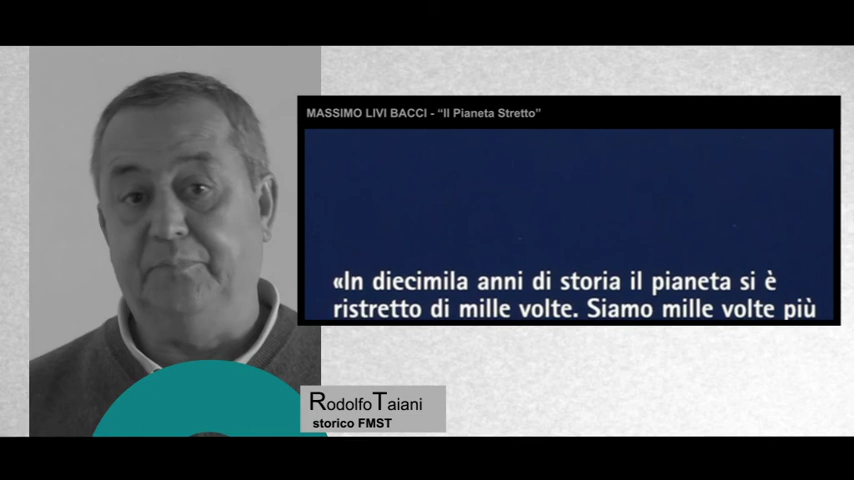 MASSIMO LIVI BACCI - “Il Pianeta Stretto”
«In diecimila anni di storia il pianeta si è
ristretto di mille volte. Siamo mille volte più
RodolfoTaiani
storico FMST